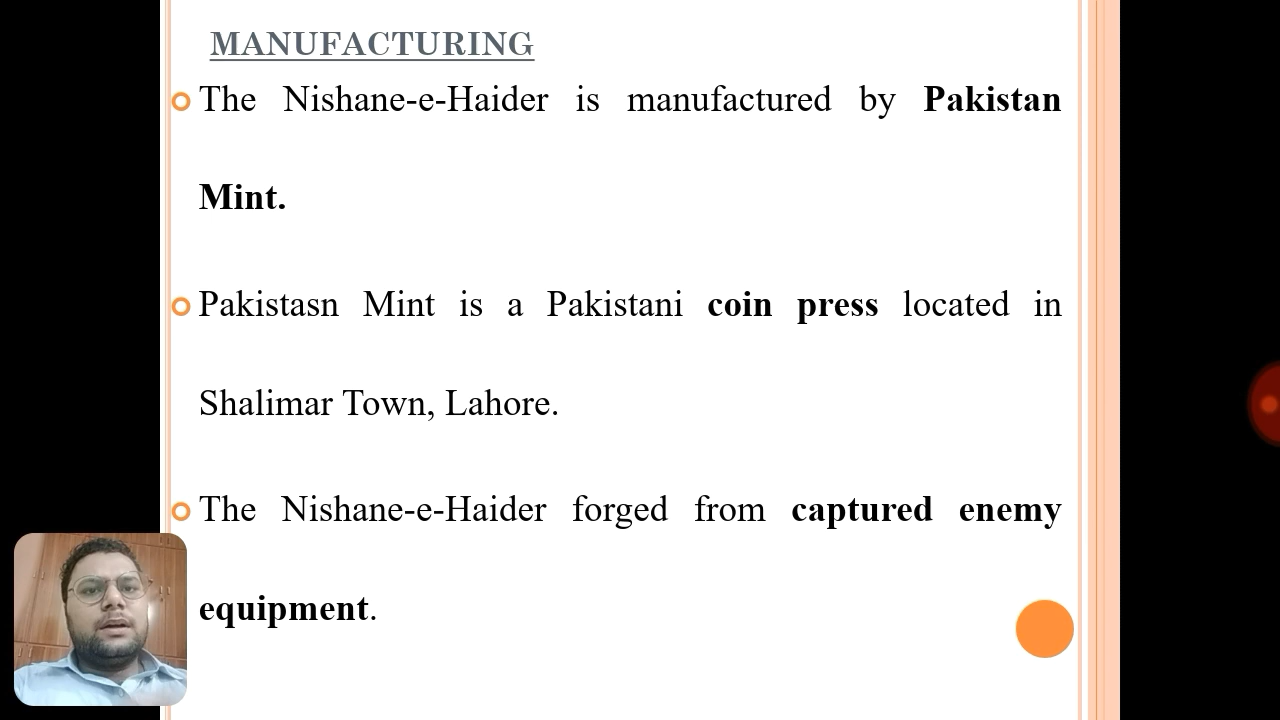 MANUFACTURING
The Nishane-e-Haider is manufactured by Pakistan
Mint.
Pakistasn Mint is a Pakistani coin press located in
Shalimar Town, Lahore.
The Nishane-e-Haider forged from captured enemy
equipment.